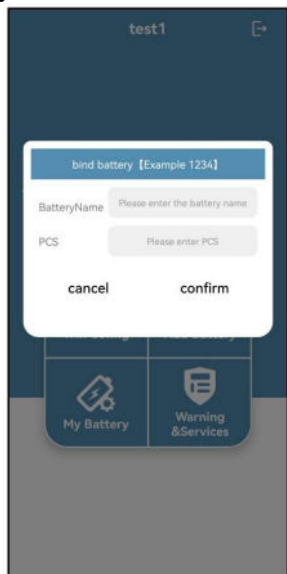 test1
bind battery【Example 1234】
BatteryName Please enter the battery name
PCS Please enter PCS
cancel confirm
My Battery Warning
&Services